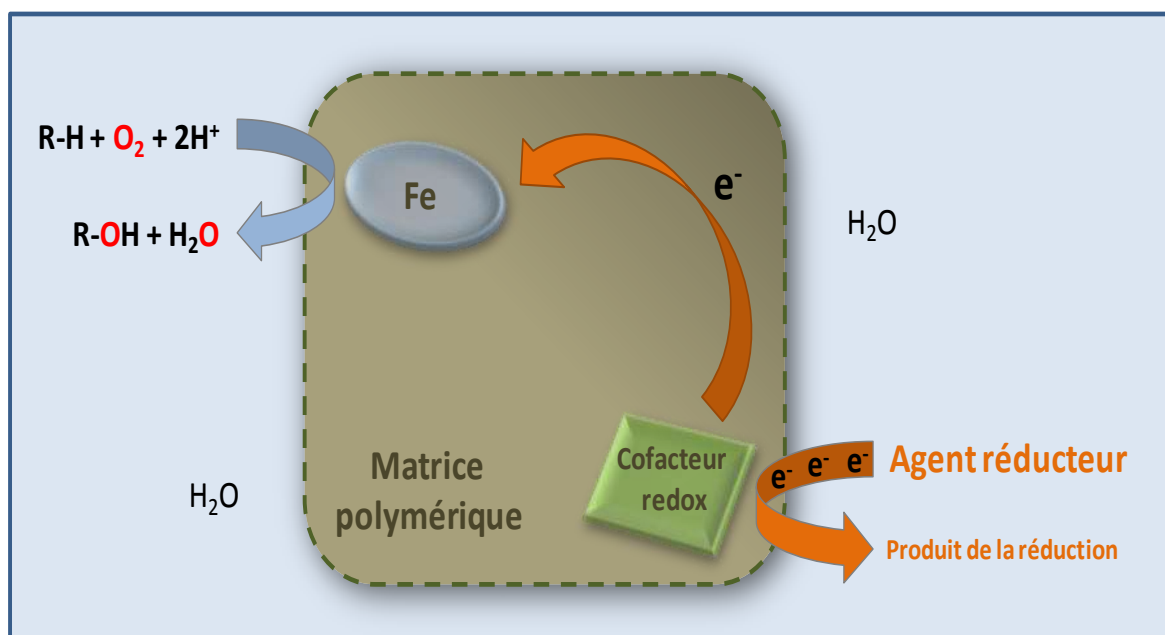 R-H + O₂ + 2H⁺
Fe
e⁻
R-OH + H₂O
H₂O
Cofacteur
redox
Matrice
polymérique
e⁻ e⁻ e⁻
Agent réducteur
H₂O
Produit de la réduction